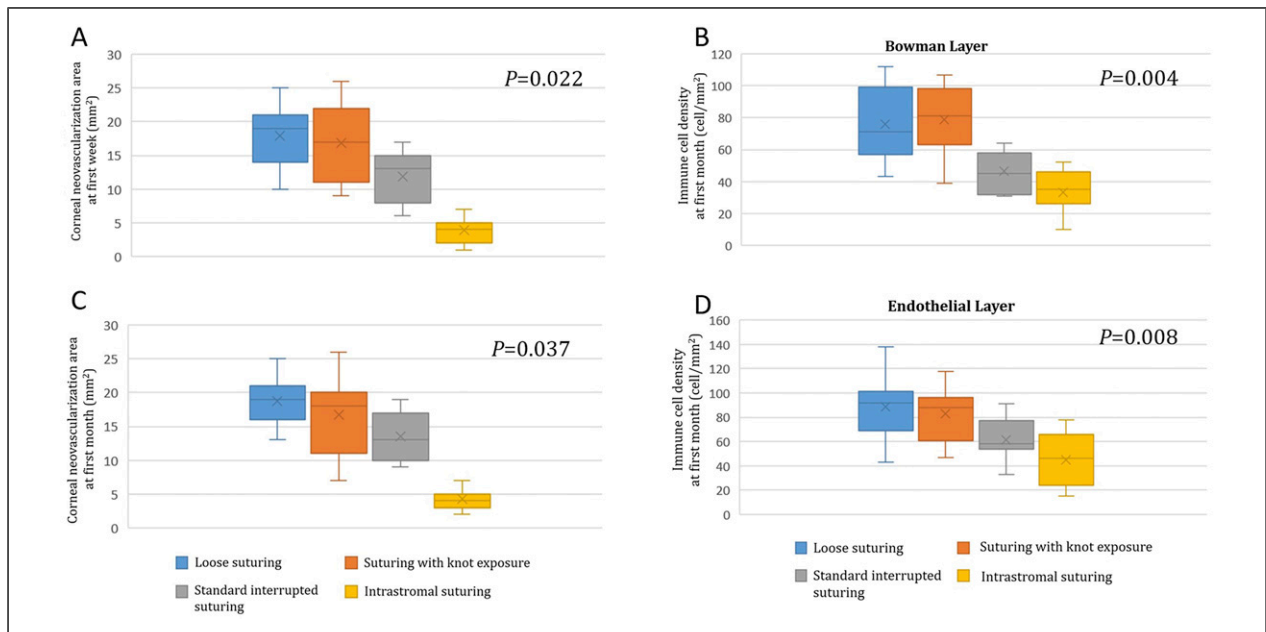 A
Corneal neovascularization area
at first week (mm²)
30
25
20
15
10
5
0
P=0.022
B
Bowman Layer
Immune cell density
at first month (cell/mm²)
120
100
80
60
40
20
0
P=0.004
C
Corneal neovascularization area
at first month (mm²)
30
25
20
15
10
5
0
P=0.037
D
Endothelial Layer
Immune cell density
at first month (cell/mm²)
160
140
120
100
80
60
40
20
0
P=0.008
Loose suturing
Suturing with knot exposure
Standard interrupted
suturing
Intrastromal suturing
Loose suturing
Suturing with knot exposure
Standard interrupted
suturing
Intrastromal suturing